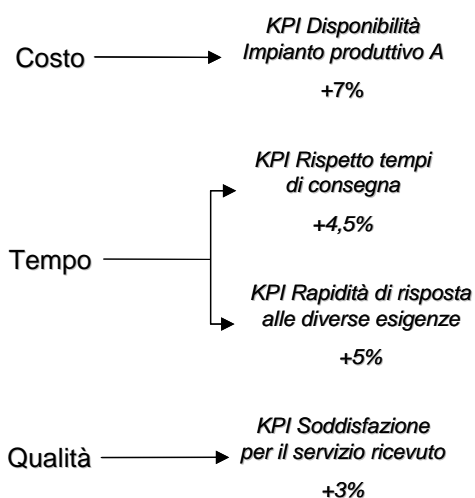 Costo
KPI Disponibilità
Impianto produttivo A
+7%
Tempo
KPI Rispetto tempi
di consegna
+4,5%
KPI Rapidità di risposta
alle diverse esigenze
+5%
Qualità
KPI Soddisfazione
per il servizio ricevuto
+3%